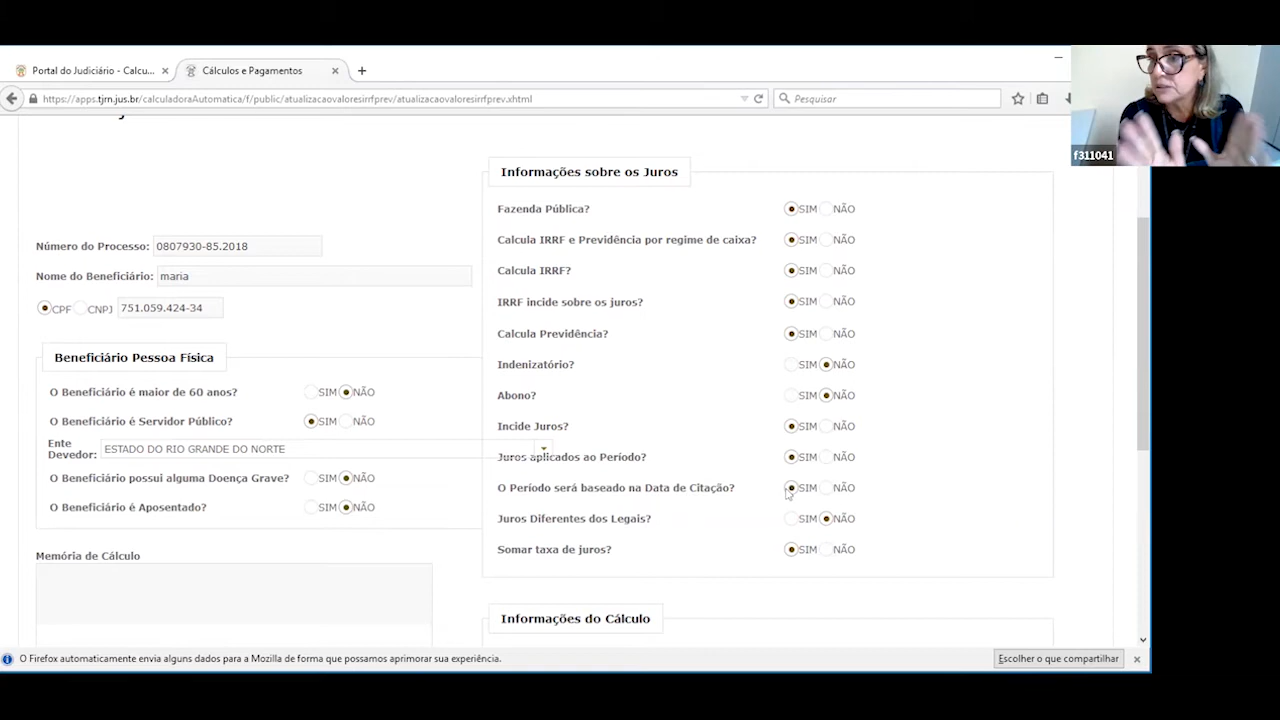 Portal do Judiciário - Calcu...
Cálculos e Pagamentos
https://apps.tjrn.jus.br/calculadoraAutomatica/f/public/atualizacaovaloresirrfprev/atualizacaovaloresirrfprev.xhtml
Pesquisar
f311041
Número do Processo: 0807930-85.2018
Nome do Beneficiário: maria
CPF CNPJ 751.059.424-34
Beneficiário Pessoa Física
O Beneficiário é maior de 60 anos? SIM NÃO
O Beneficiário é Servidor Público? SIM NÃO
Ente
Devedor: ESTADO DO RIO GRANDE DO NORTE
O Beneficiário possui alguma Doença Grave? SIM NÃO
O Beneficiário é Aposentado? SIM NÃO
Memória de Cálculo
Informações sobre os Juros
Fazenda Pública? SIM NÃO
Calcula IRRF e Previdência por regime de caixa? SIM NÃO
Calcula IRRF? SIM NÃO
IRRF incide sobre os juros? SIM NÃO
Calcula Previdência? SIM NÃO
Indenizatório? SIM NÃO
Abono? SIM NÃO
Incide Juros? SIM NÃO
Juros aplicados ao Período? SIM NÃO
O Período será baseado na Data de Citação? SIM NÃO
Juros Diferentes dos Legais? SIM NÃO
Somar taxa de juros? SIM NÃO
Informações do Cálculo
O Firefox automaticamente envia alguns dados para a Mozilla de forma que possamos aprimorar sua experiência.
Escolher o que compartilhar